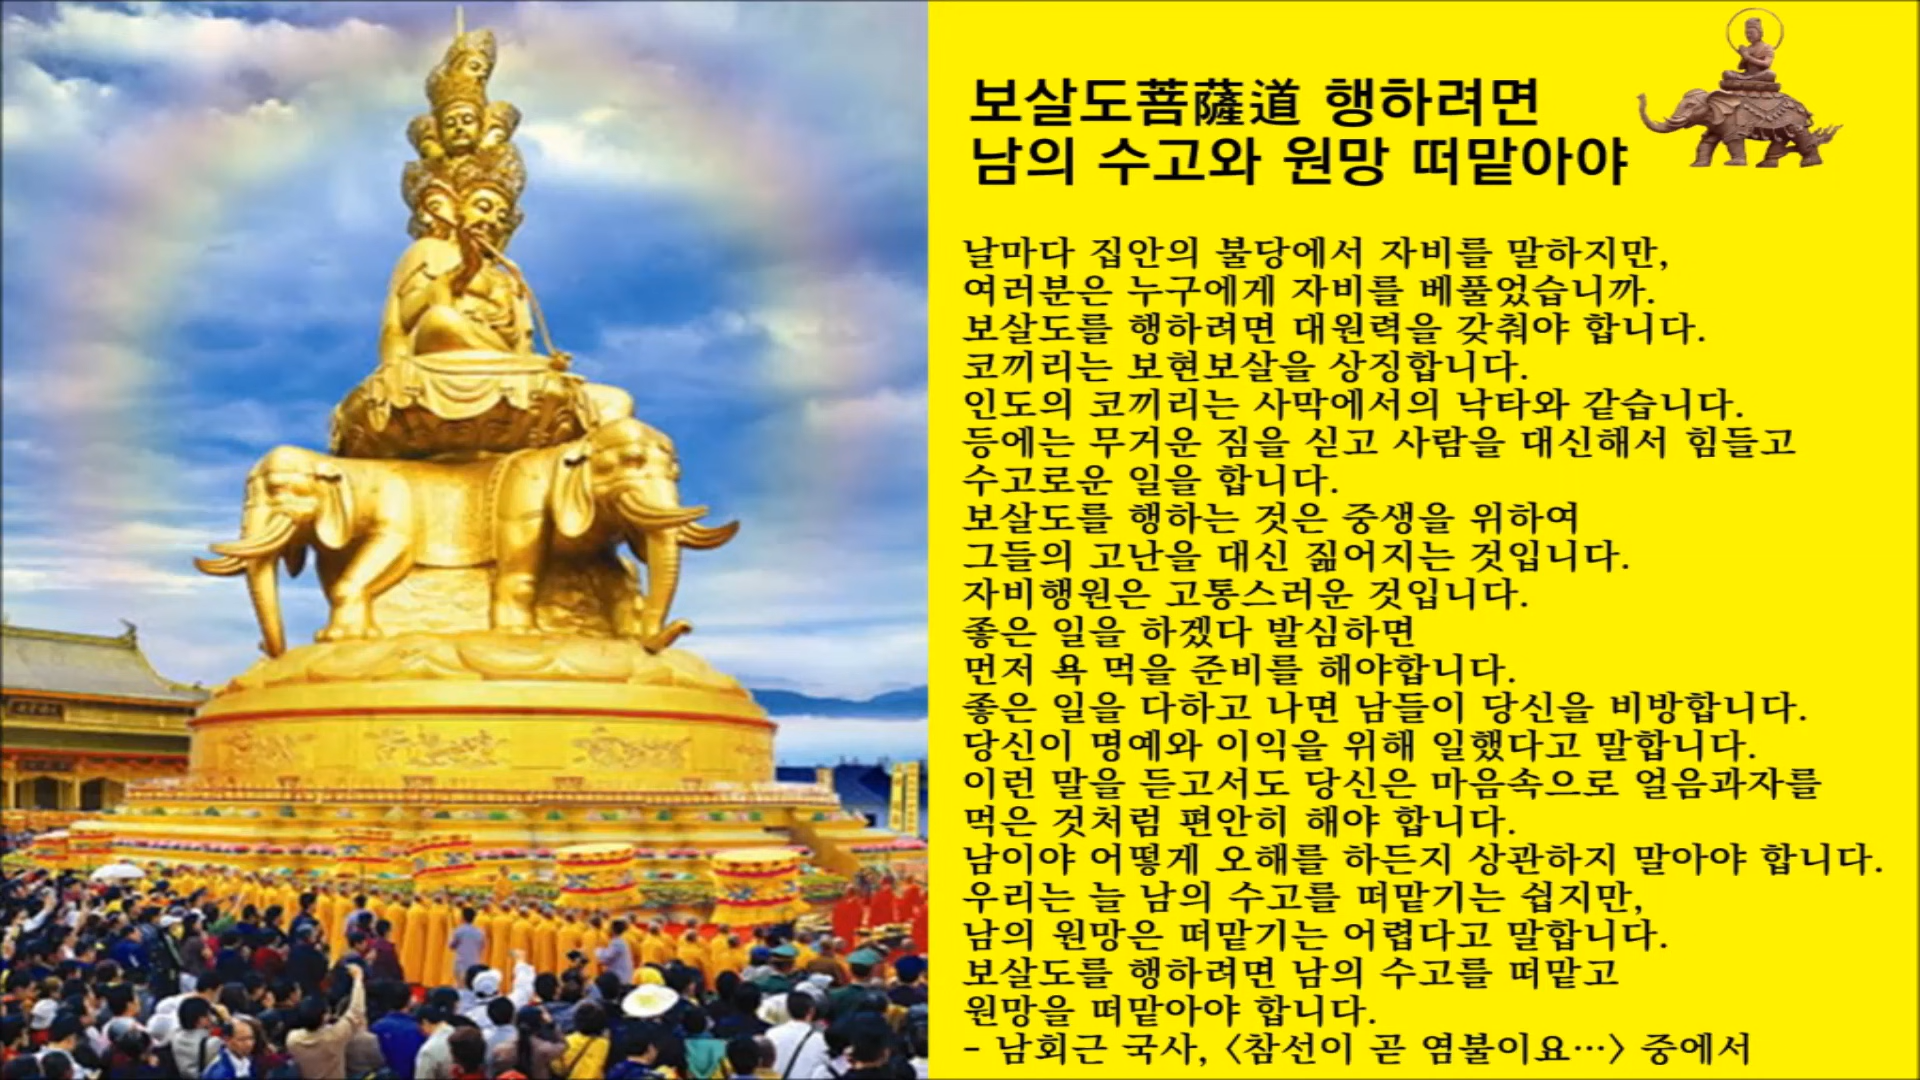 보살도菩薩道 행하려면
남의 수고와 원망 떠맡아야
날마다 집안의 불당에서 자비를 말하지만,
여러분은 누구에게 자비를 베풀었습니까.
보살도를 행하려면 대원력을 갖춰야 합니다.
코끼리는 보현보살을 상징합니다.
인도의 코끼리는 사막에서의 낙타와 같습니다.
등에는 무거운 짐을 싣고 사람을 대신해서 힘들고
수고로운 일을 합니다.
보살도를 행하는 것은 중생을 위하여
그들의 고난을 대신 짊어지는 것입니다.
자비행원은 고통스러운 것입니다.
좋은 일을 하겠다 발심하면
먼저 욕 먹을 준비를 해야합니다.
좋은 일을 다하고 나면 남들이 당신을 비방합니다.
당신이 명예와 이익을 위해 일했다고 말합니다.
이런 말을 듣고서도 당신은 마음속으로 얼음과자를
먹은 것처럼 편안히 해야 합니다.
남이야 어떻게 오해를 하든지 상관하지 말아야 합니다.
우리는 늘 남의 수고를 떠맡기는 쉽지만,
남의 원망은 떠맡기는 어렵다고 말합니다.
보살도를 행하려면 남의 수고를 떠맡고
원망을 떠맡아야 합니다.
- 남회근 국사, 〈참선이 곧 염불이요…〉 중에서